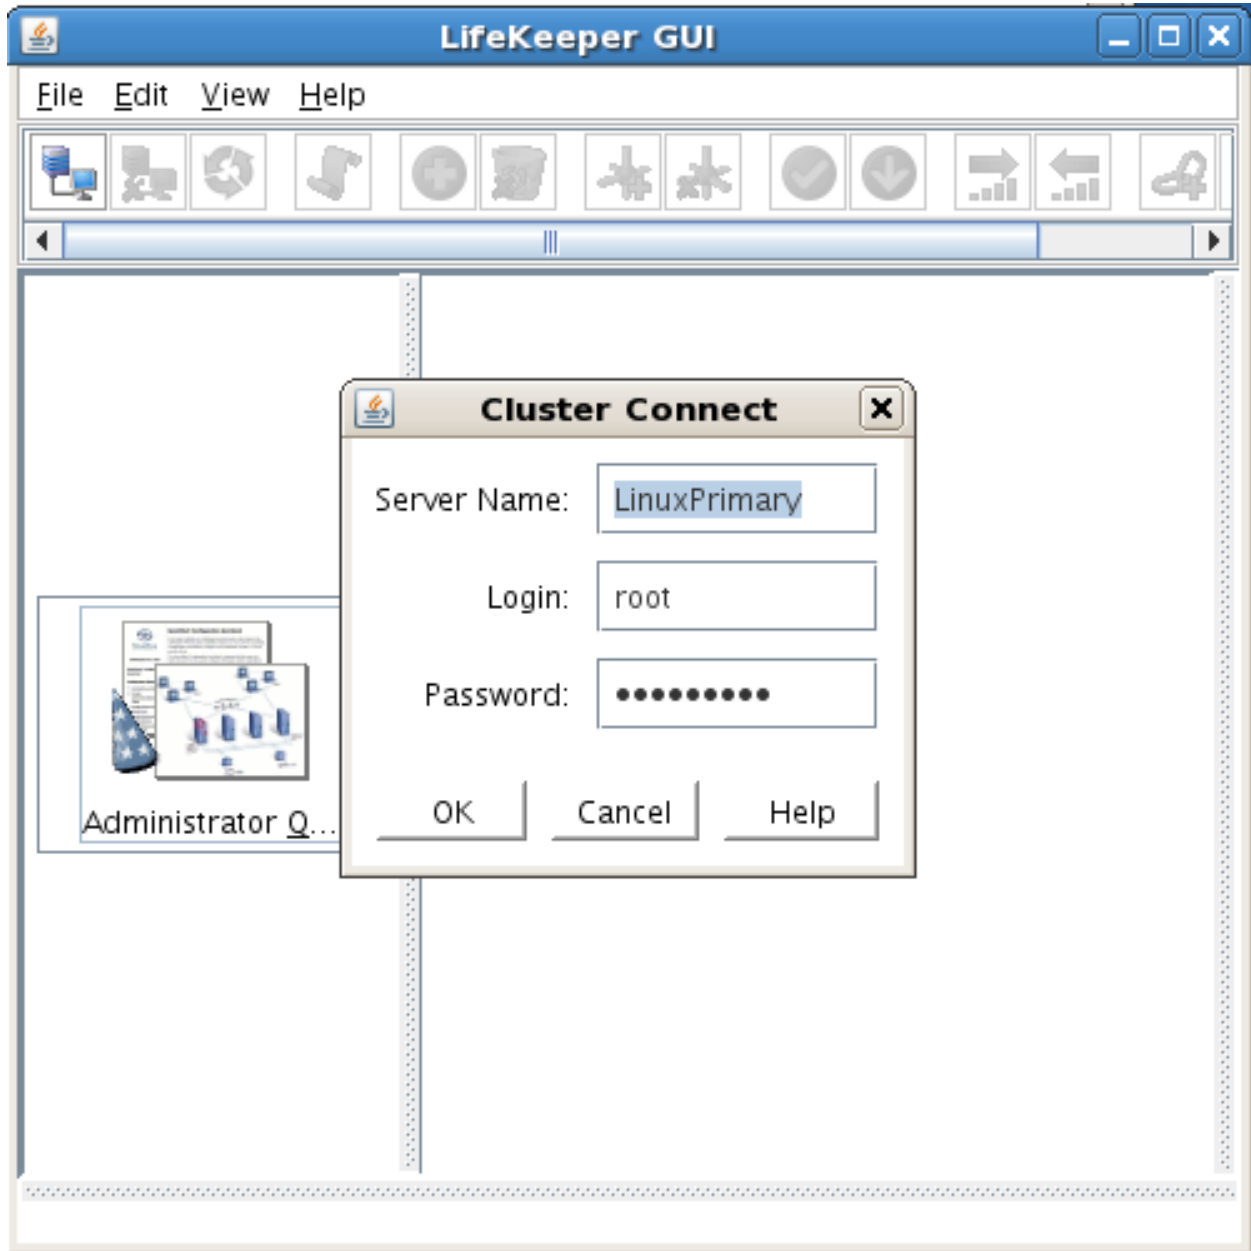 LifeKeeper GUI
File Edit View Help
Cluster Connect
Server Name: LinuxPrimary
Login: root
Password: •••••••••
OK Cancel Help
Administrator Q...